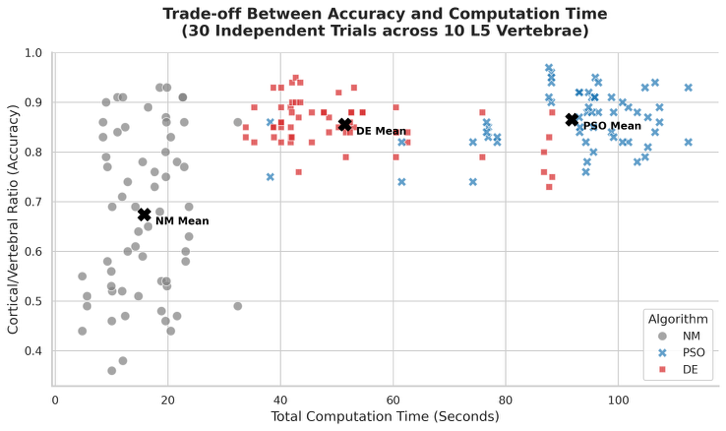 Trade-off Between Accuracy and Computation Time
(30 Independent Trials across 10 L5 Vertebrae)
Cortical/Vertebral Ratio (Accuracy)
1.0
0.9
0.8
0.7
0.6
0.5
0.4
DE Mean
PSO Mean
NM Mean
Algorithm
NM
PSO
DE
0
20
40
60
80
100
Total Computation Time (Seconds)